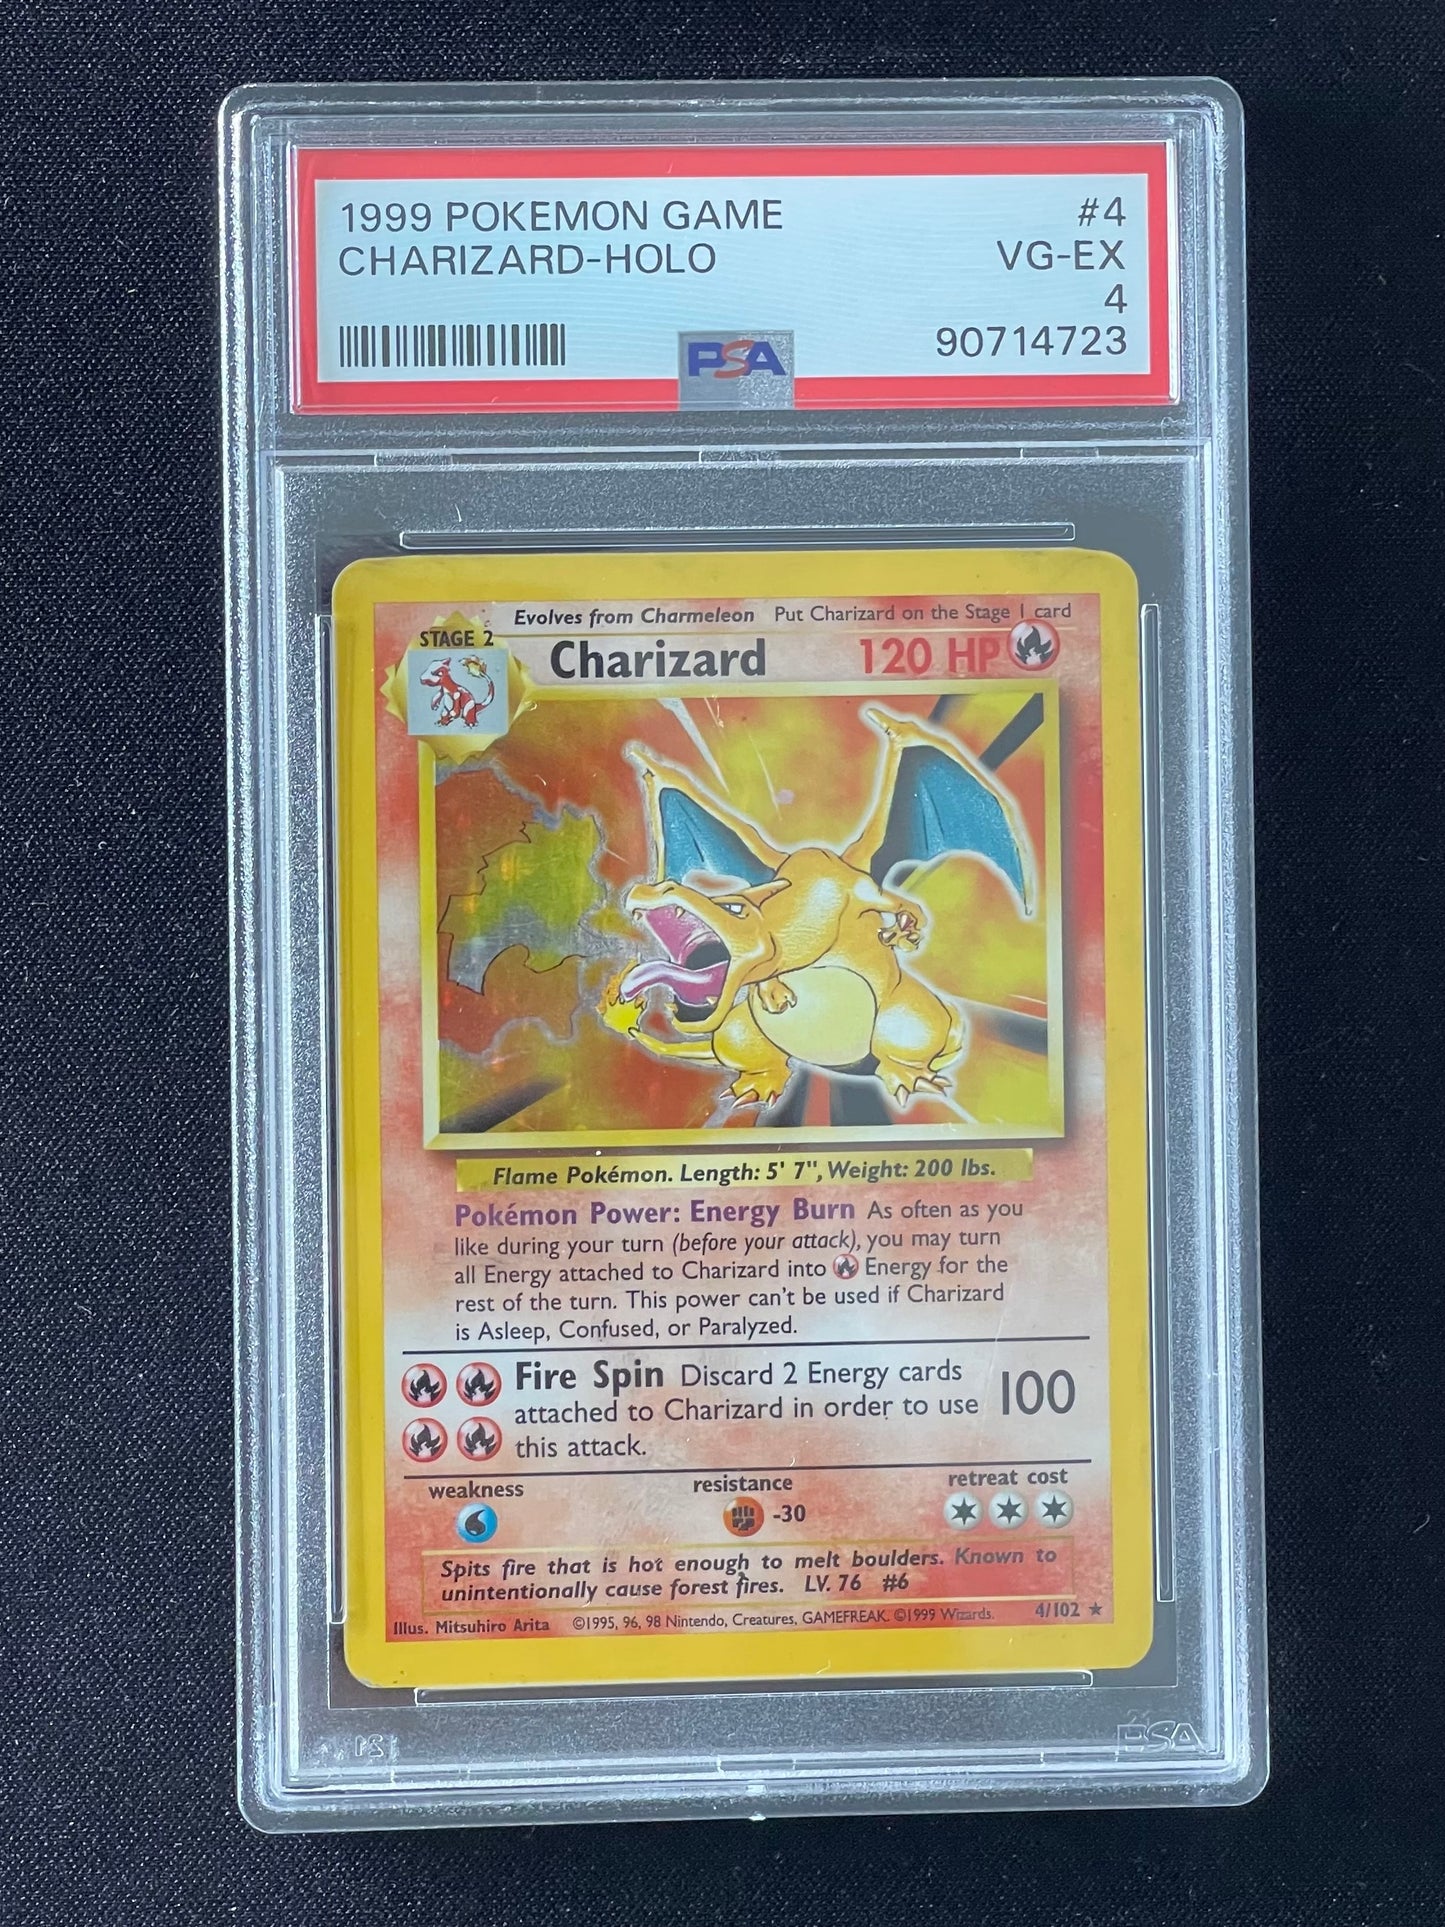 1999 POKEMON GAME #4
CHARIZARD-HOLO VG-EX
4
90714723
PSA
Evolves from Charmeleon Put Charizard on the Stage 1 card
STAGE 2
Charizard 120 HP
Flame Pokémon. Length: 5' 7", Weight: 200 lbs.
Pokémon Power: Energy Burn As often as you
like during your turn (before your attack), you may turn
all Energy attached to Charizard into Energy for the
rest of the turn. This power can't be used if Charizard
is Asleep, Confused, or Paralyzed.
Fire Spin Discard 2 Energy cards
attached to Charizard in order to use 100
this attack.
weakness resistance retreat cost
-30
Spits fire that is hot enough to melt boulders. Known to
unintentionally cause forest fires. LV. 76 #6
Illus. Mitsuhiro Arita ©1995, 96, 98 Nintendo, Creatures, GAMEFREAK. ©1999 Wizards. 4/102 ★
PSA